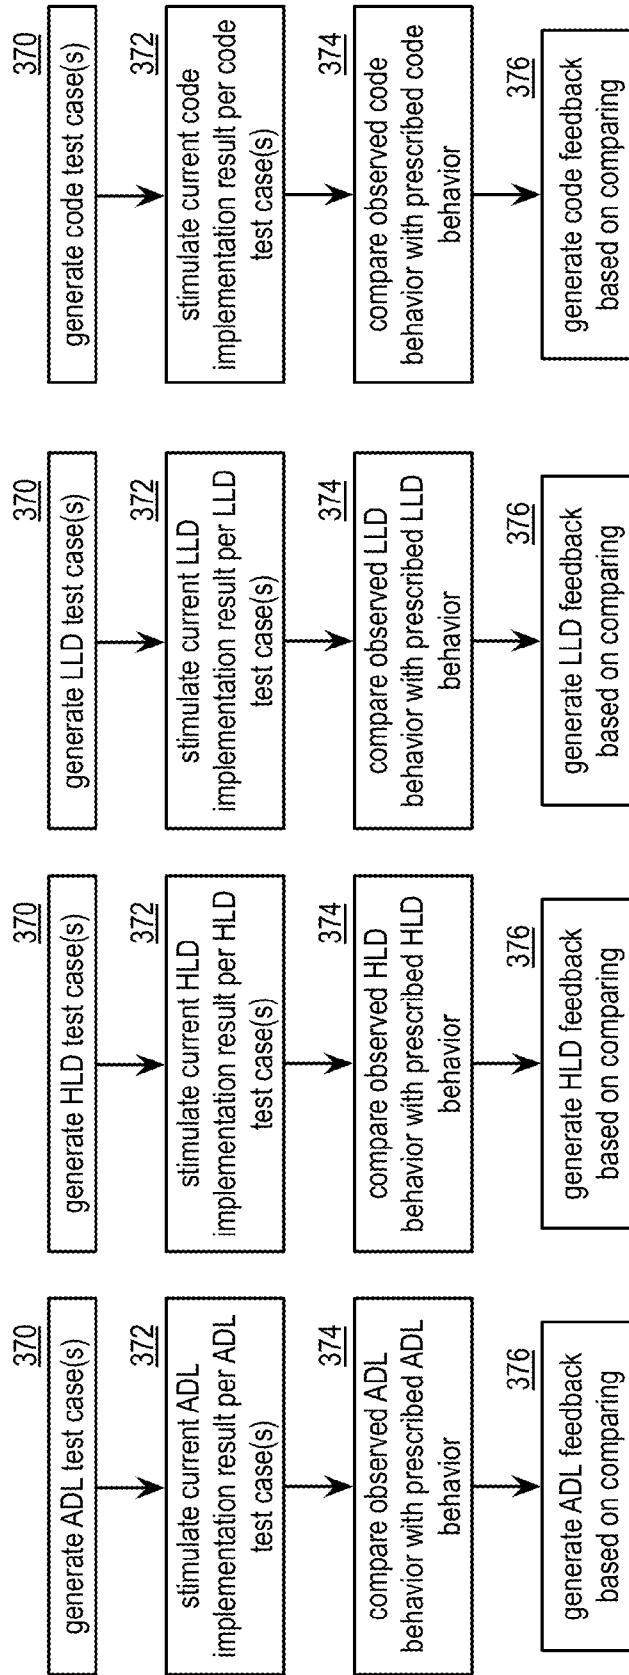 370
generate ADL test case(s)
372
stimulate current ADL
implementation result per ADL
test case(s)
374
compare observed ADL
behavior with prescribed ADL
behavior
376
generate ADL feedback
based on comparing
370
generate HLD test case(s)
372
stimulate current HLD
implementation result per HLD
test case(s)
374
compare observed HLD
behavior with prescribed HLD
behavior
376
generate HLD feedback
based on comparing
370
generate LLD test case(s)
372
stimulate current LLD
implementation result per LLD
test case(s)
374
compare observed LLD
behavior with prescribed LLD
behavior
376
generate LLD feedback
based on comparing
370
generate code test case(s)
372
stimulate current code
implementation result per code
test case(s)
374
compare observed code
behavior with prescribed code
behavior
376
generate code feedback
based on comparing